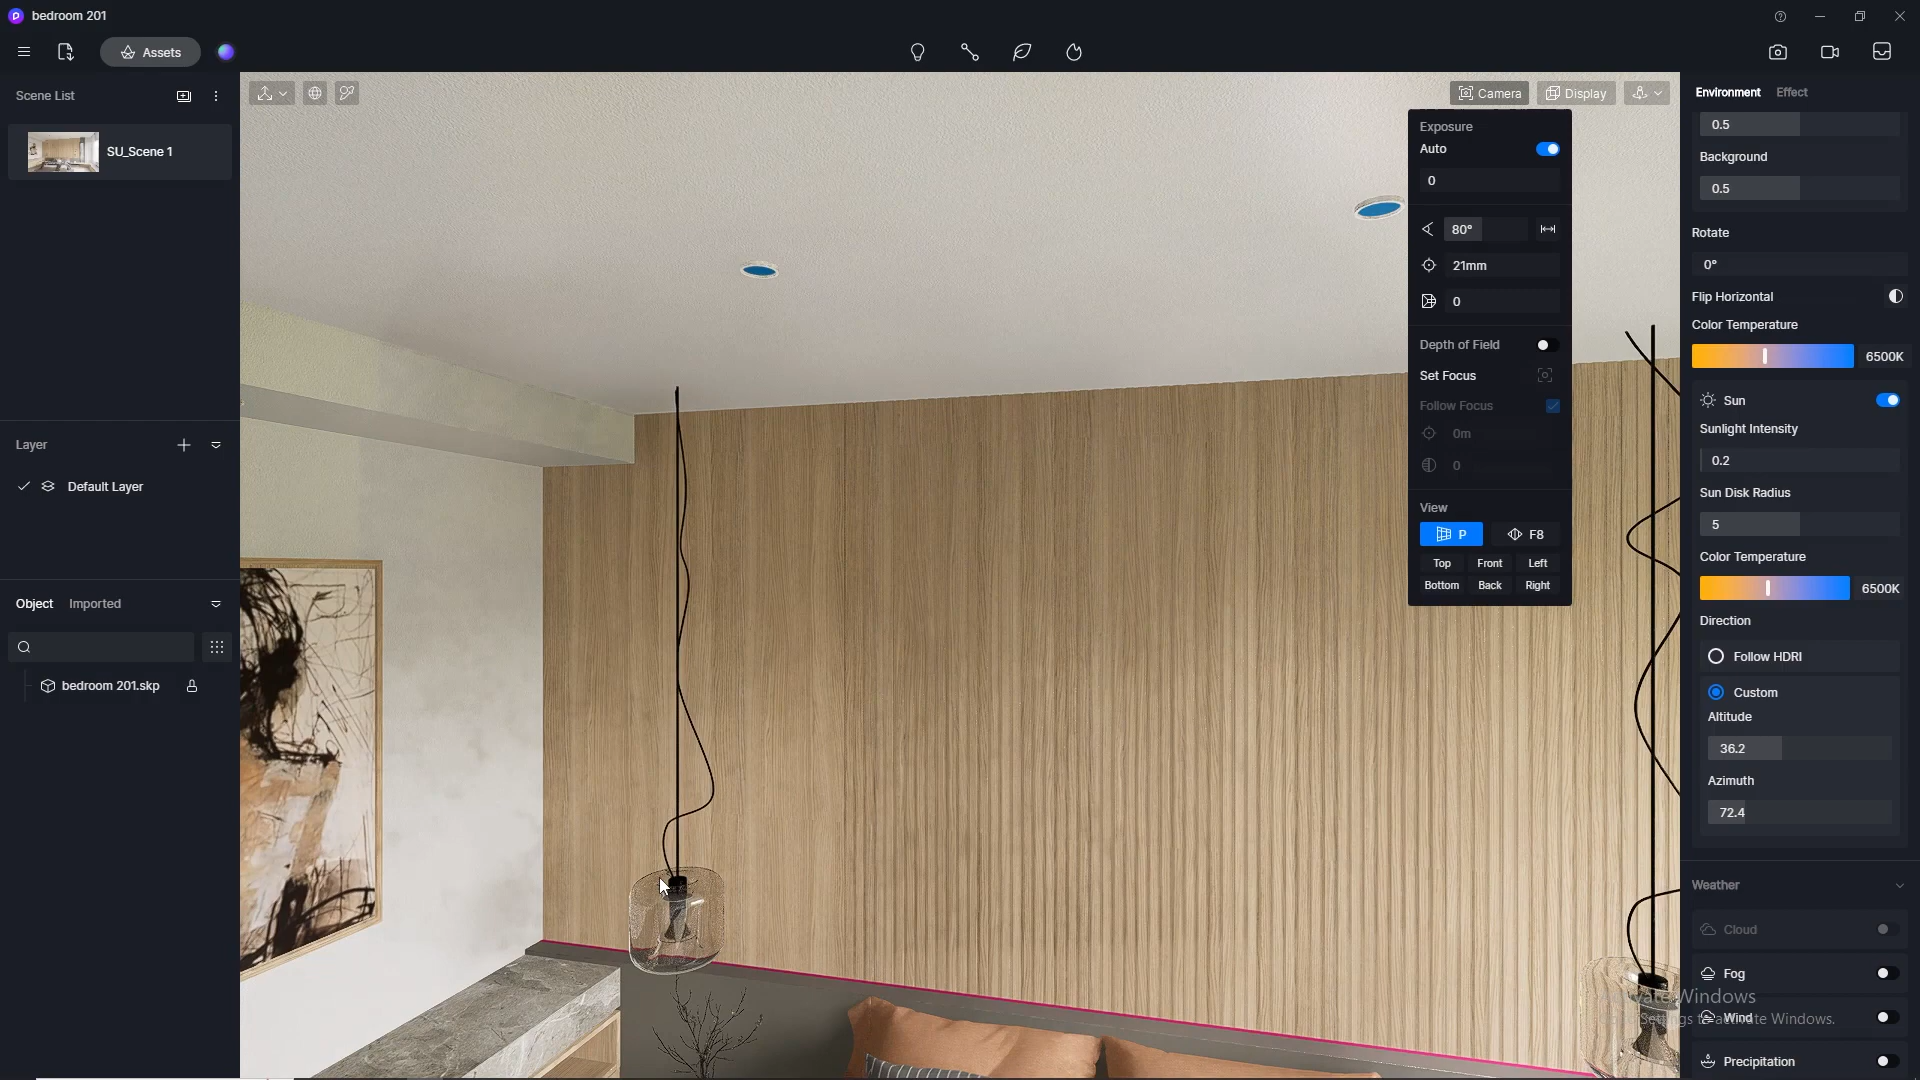 bedroom 201
Assets
Scene List
SU_Scene 1
Layer
Default Layer
Object Imported
bedroom 201.skp
Camera
Display
Exposure
Auto
0
80°
21mm
0
Depth of Field
Set Focus
Follow Focus
0m
0
View
P
F8
Top Front Left
Bottom Back Right
Environment Effect
0.5
Background
0.5
Rotate
0°
Flip Horizontal
Color Temperature
6500K
Sun
Sunlight Intensity
0.2
Sun Disk Radius
5
Color Temperature
6500K
Direction
Follow HDRI
Custom
Altitude
36.2
Azimuth
72.4
Weather
Cloud
Fog
Windows
Wind
Windows.
Precipitation